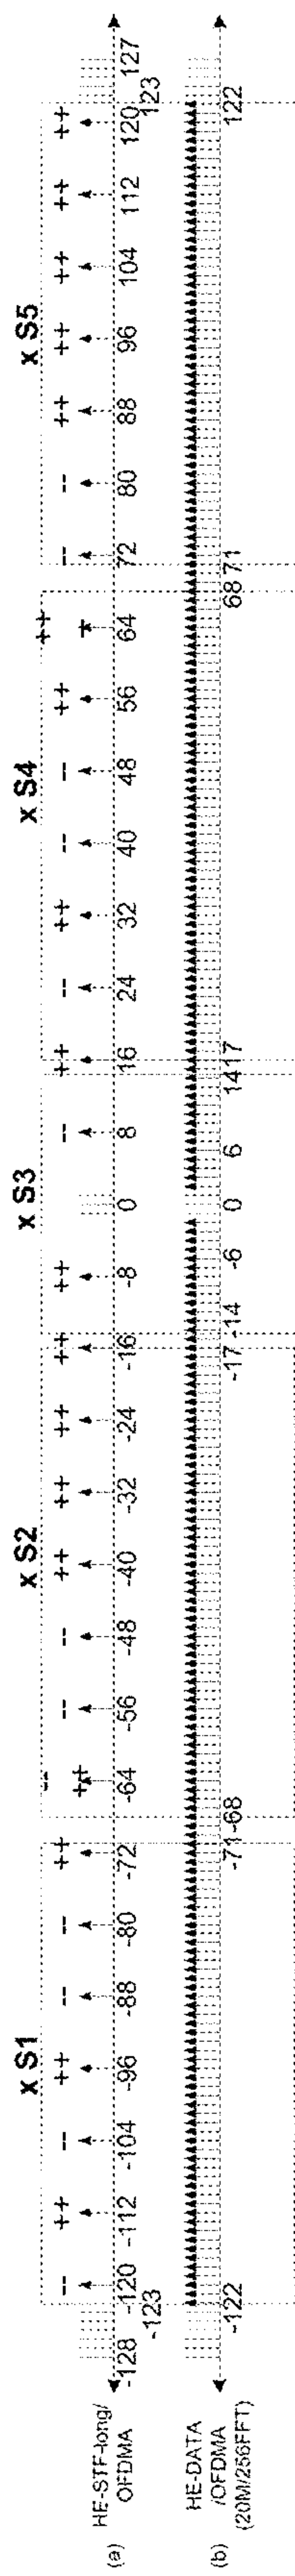 x S1 x S2 x S3 x S4 x S5
-- ++ -- ++ -- -- ++ -- -- ++ ++ ++ ++ ++ -- ++ -- ++ -- -- ++ ++ -- -- ++ ++ ++ ++ ++
(a) HE-STF-long/
OFDMA
-128 -120 -112 -104 -96 -88 -80 -72 -64 -56 -48 -40 -32 -24 -16 -8 0 8 16 24 32 40 48 56 64 72 80 88 96 104 112 120 127
-123 123
(b) HE-DATA
/OFDMA
(20M/256FFT)
-122 -71 -68 -17 -14 -6 0 6 14 17 68 71 122